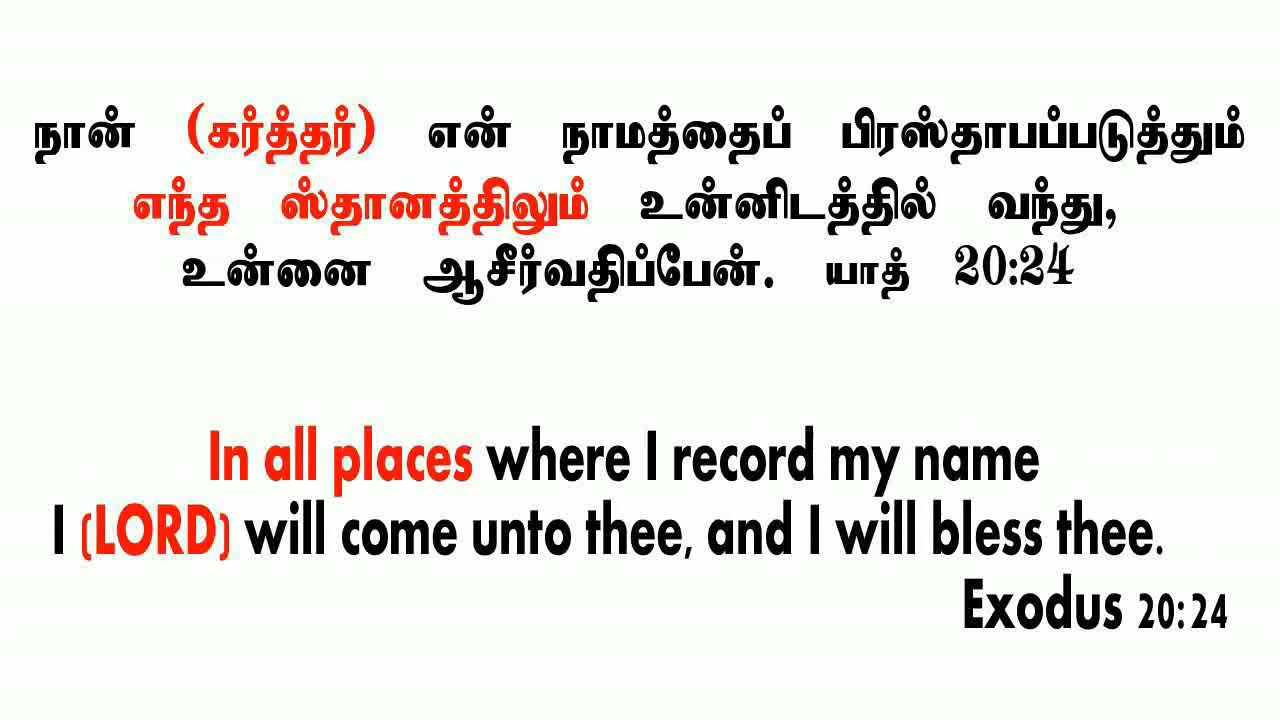 நான் (கர்த்தர்) என் நாமத்தைப் பிரஸ்தாபப்படுத்தும்
எந்த ஸ்தானத்திலும் உன்னிடத்தில் வந்து,
உன்னை ஆசீர்வதிப்பேன். யாத் 20:24
In all places where I record my name
I (LORD) will come unto thee, and I will bless thee.
Exodus 20:24